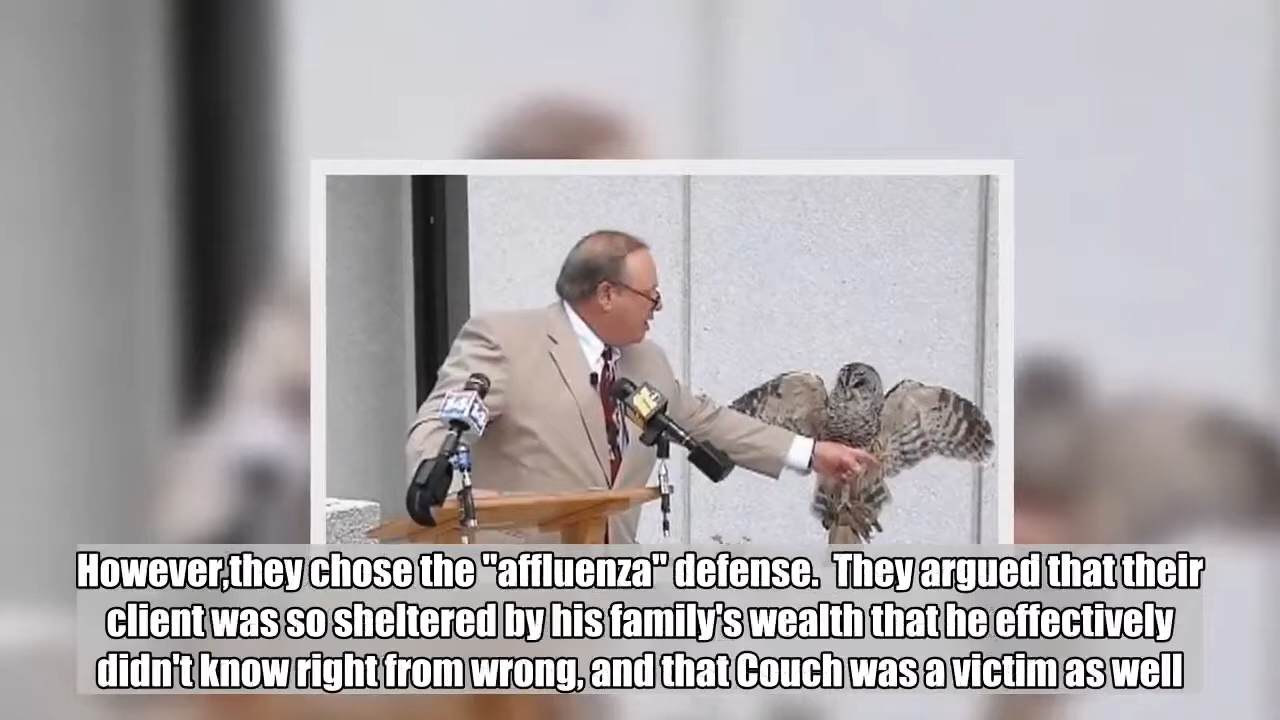 However,they chose the "affluenza" defense.  They argued that their
client was so sheltered by his family's wealth that he effectively
didn't know right from wrong, and that Couch was a victim as well